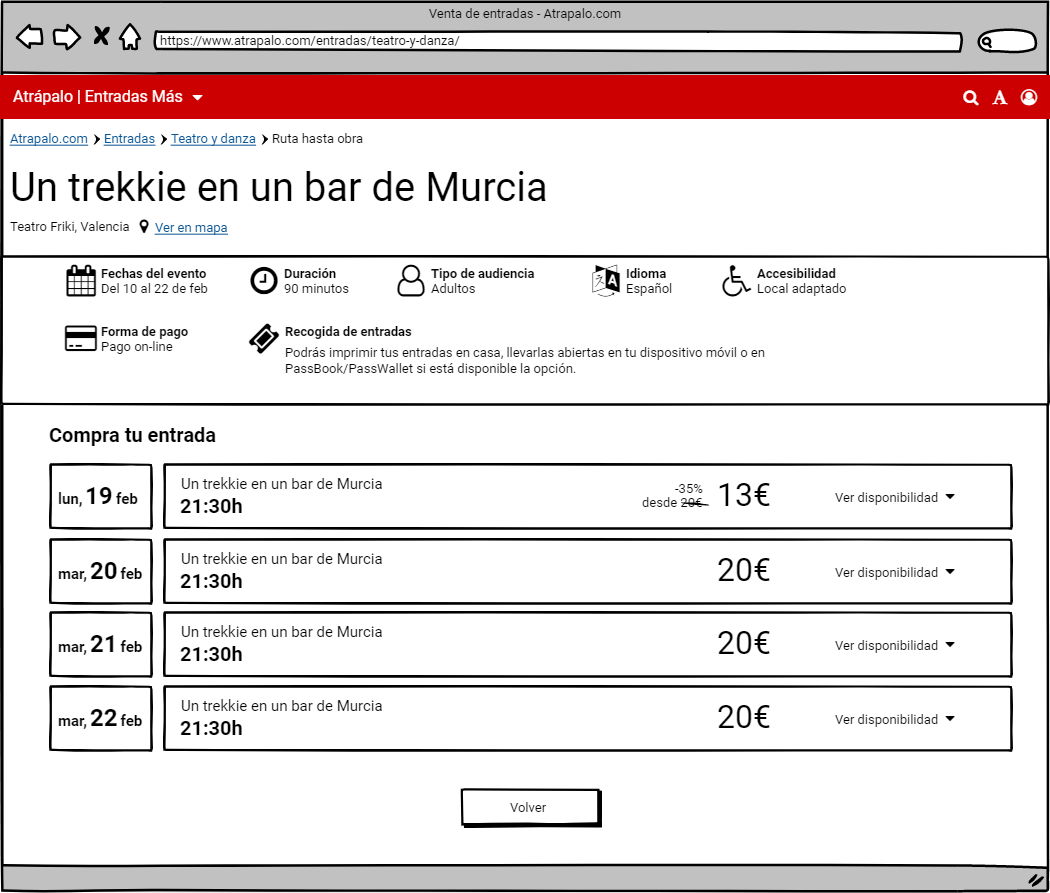 Venta de entradas - Atrapalo.com
https://www.atrapalo.com/entradas/teatro-y-danza/
Atrápalo | Entradas Más
Atrapalo.com Entradas Teatro y danza Ruta hasta obra
Un trekkie en un bar de Murcia
Teatro Friki, Valencia Ver en mapa
Fechas del evento
Del 10 al 22 de feb
Duración
90 minutos
Tipo de audiencia
Adultos
Idioma
Español
Accesibilidad
Local adaptado
Forma de pago
Pago on-line
Recogida de entradas
Podrás imprimir tus entradas en casa, llevarlas abiertas en tu dispositivo móvil o en
PassBook/PassWallet si está disponible la opción.
Compra tu entrada
lun, 19 feb
Un trekkie en un bar de Murcia
21:30h
-35%
desde 20€
13€
Ver disponibilidad
mar, 20 feb
Un trekkie en un bar de Murcia
21:30h
20€
Ver disponibilidad
mar, 21 feb
Un trekkie en un bar de Murcia
21:30h
20€
Ver disponibilidad
mar, 22 feb
Un trekkie en un bar de Murcia
21:30h
20€
Ver disponibilidad
Volver